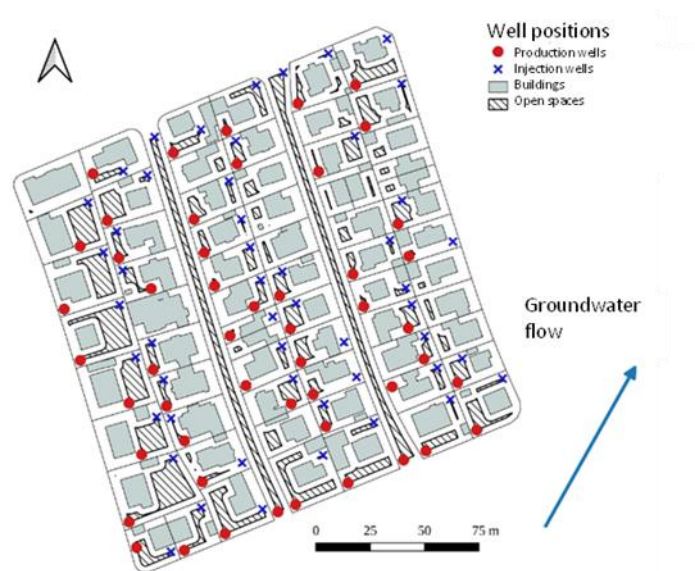 Well positions
Production wells
Injection wells
Buildings
Open spaces
Groundwater
flow
0 25 50 75 m